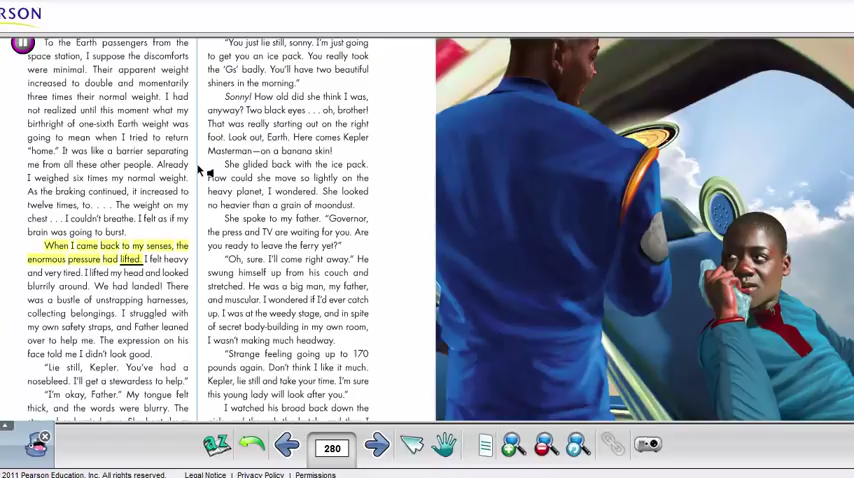 RSON
To the Earth passengers from the
space station, I suppose the discomforts
were minimal. Their apparent weight
increased to double and momentarily
three times their normal weight. I had
not realized until this moment what my
birthright of one-sixth Earth weight was
going to mean when I tried to return
“home.” It was like a barrier separating
me from all these other people. Already
I weighed six times my normal weight.
As the braking continued, it increased to
twelve times, to. . . . The weight on my
chest . . . I couldn’t breathe. I felt as if my
brain was going to burst.
When I came back to my senses, the
enormous pressure had lifted. I felt heavy
and very tired. I lifted my head and looked
blurrily around. We had landed! There
was a bustle of unstrapping harnesses,
collecting belongings. I struggled with
my own safety straps, and Father leaned
over to help me. The expression on his
face told me I didn’t look good.
“Lie still, Kepler. You’ve had a
nosebleed. I’ll get a stewardess to help.”
“I’m okay, Father.” My tongue felt
thick, and the words were blurry. The
“You just lie still, sonny. I’m just going
to get you an ice pack. You really took
the ‘Gs’ badly. You’ll have two beautiful
shiners in the morning.”
Sonny! How old did she think I was,
anyway? Two black eyes . . . oh, brother!
That was really starting out on the right
foot. Look out, Earth. Here comes Kepler
Masterman—on a banana skin!
She glided back with the ice pack.
How could she move so lightly on the
heavy planet, I wondered. She looked
no heavier than a grain of moondust.
She spoke to my father. “Governor,
the press and TV are waiting for you. Are
you ready to leave the ferry yet?”
“Oh, sure. I’ll come right away.” He
swung himself up from his couch and
stretched. He was a big man, my father,
and muscular. I wondered if I’d ever catch
up. I was at the weedy stage, and in spite
of secret body-building in my own room,
I wasn’t making much headway.
“Strange feeling going up to 170
pounds again. Don’t think I like it much.
Kepler, lie still and take your time. I’m sure
this young lady will look after you.”
I watched his broad back down the
280
2011 Pearson Education, Inc. All rights reserved. Legal Notice | Privacy Policy | Permissions